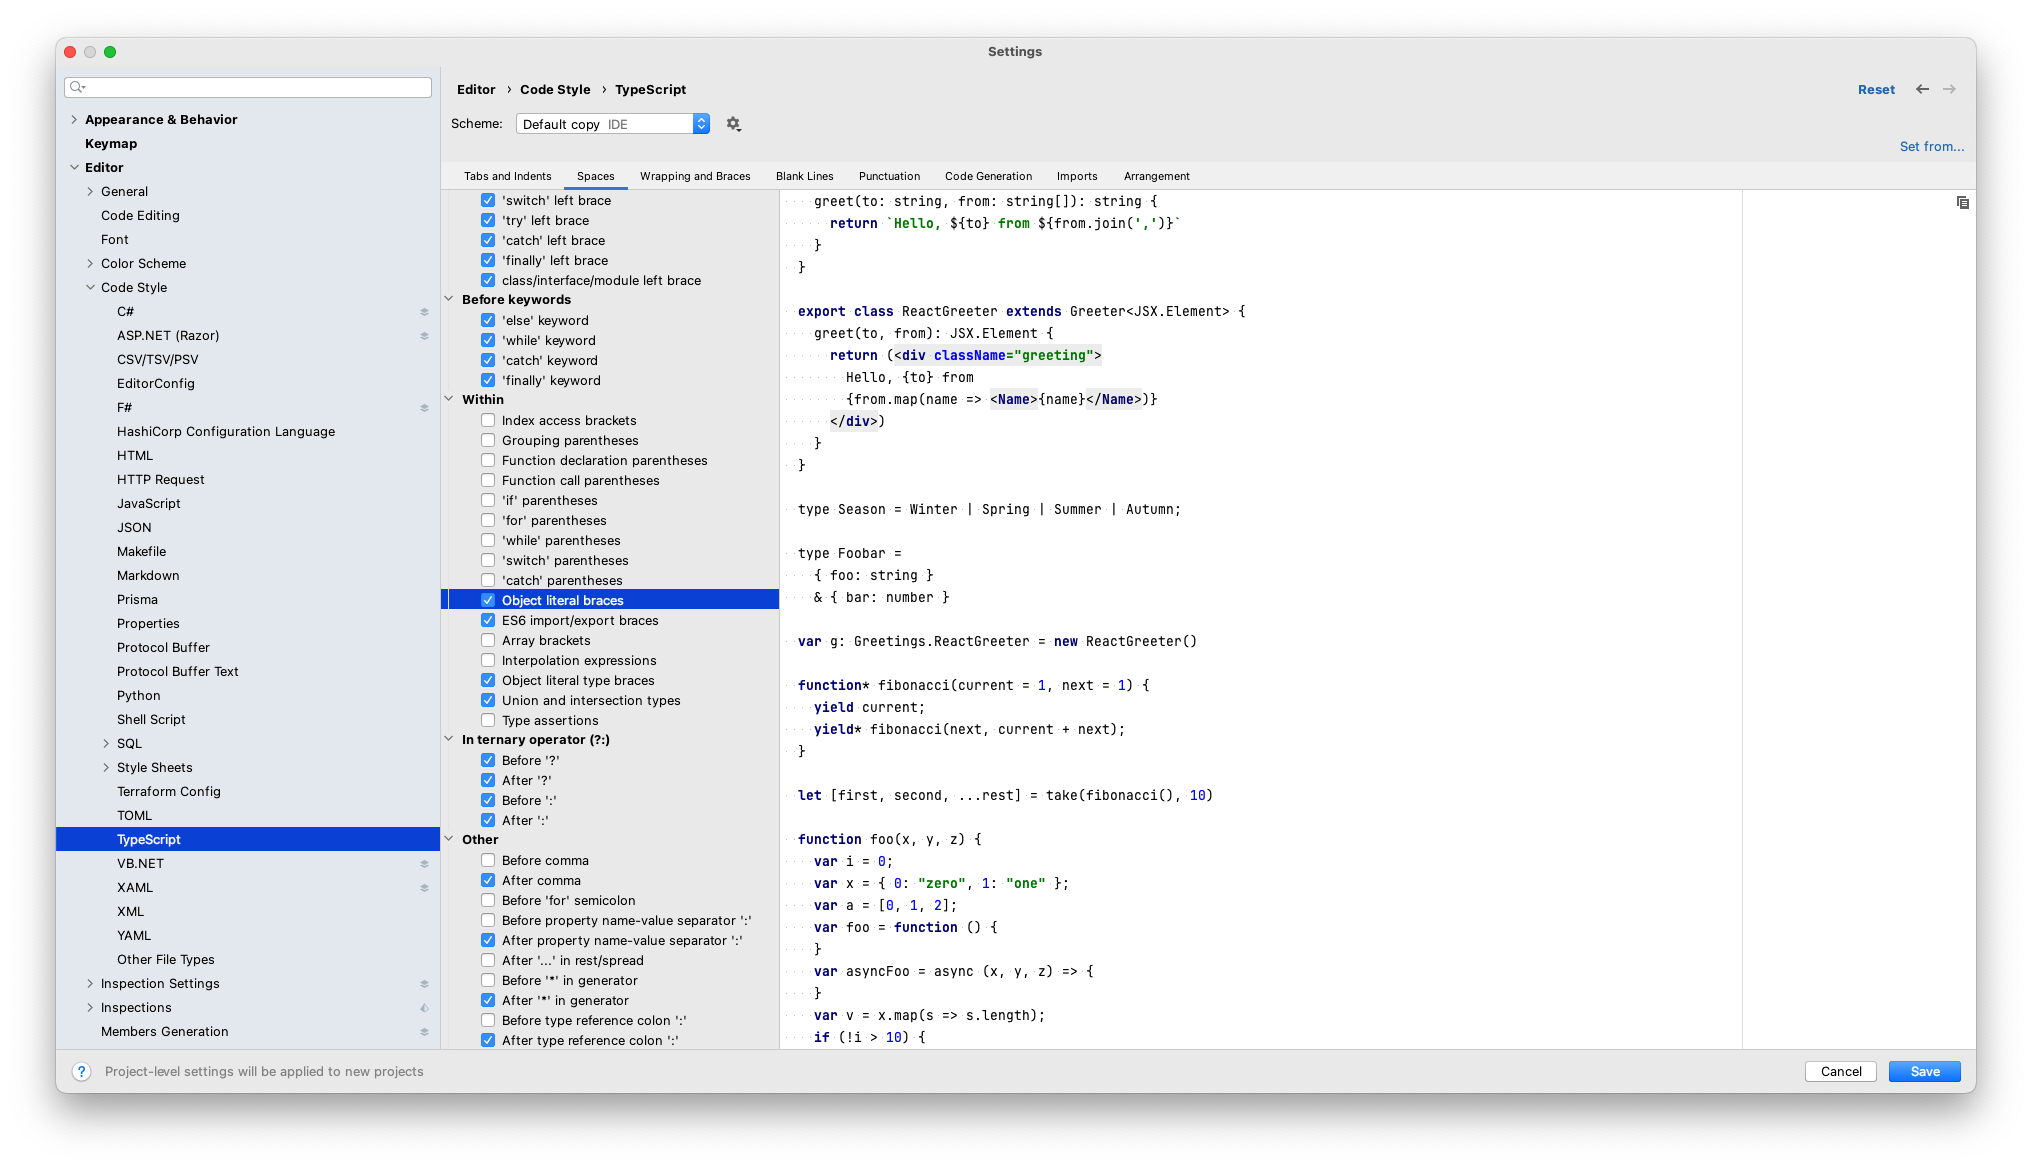 Settings
Appearance & Behavior
Keymap
Editor
General
Code Editing
Font
Color Scheme
Code Style
C#
ASP.NET (Razor)
CSV/TSV/PSV
EditorConfig
F#
HashiCorp Configuration Language
HTML
HTTP Request
JavaScript
JSON
Makefile
Markdown
Prisma
Properties
Protocol Buffer
Protocol Buffer Text
Python
Shell Script
SQL
Style Sheets
Terraform Config
TOML
TypeScript
VB.NET
XAML
XML
YAML
Other File Types
Inspection Settings
Inspections
Members Generation
Editor › Code Style › TypeScript
Reset
Scheme: Default copy IDE
Set from...
Tabs and Indents Spaces Wrapping and Braces Blank Lines Punctuation Code Generation Imports Arrangement
'switch' left brace
'try' left brace
'catch' left brace
'finally' left brace
class/interface/module left brace
Before keywords
'else' keyword
'while' keyword
'catch' keyword
'finally' keyword
Within
Index access brackets
Grouping parentheses
Function declaration parentheses
Function call parentheses
'if' parentheses
'for' parentheses
'while' parentheses
'switch' parentheses
'catch' parentheses
Object literal braces
ES6 import/export braces
Array brackets
Interpolation expressions
Object literal type braces
Union and intersection types
Type assertions
In ternary operator (?:)
Before '?'
After '?'
Before ':'
After ':'
Other
Before comma
After comma
Before 'for' semicolon
Before property name-value separator ':'
After property name-value separator ':'
After '...' in rest/spread
Before '*' in generator
After '*' in generator
Before type reference colon ':'
After type reference colon ':'
greet(to: string, from: string[]): string {
return `Hello, ${to} from ${from.join(',')}`
}
}
export class ReactGreeter extends Greeter<JSX.Element> {
greet(to, from): JSX.Element {
return (<div className="greeting">
Hello, {to} from
{from.map(name => <Name>{name}</Name>)}
</div>)
}
}
type Season = Winter | Spring | Summer | Autumn;
type Foobar =
{ foo: string }
& { bar: number }
var g: Greetings.ReactGreeter = new ReactGreeter()
function* fibonacci(current = 1, next = 1) {
yield current;
yield* fibonacci(next, current + next);
}
let [first, second, ...rest] = take(fibonacci(), 10)
function foo(x, y, z) {
var i = 0;
var x = { 0: "zero", 1: "one" };
var a = [0, 1, 2];
var foo = function () {
}
var asyncFoo = async (x, y, z) => {
}
var v = x.map(s => s.length);
if (!i > 10) {
? Project-level settings will be applied to new projects
Cancel
Save